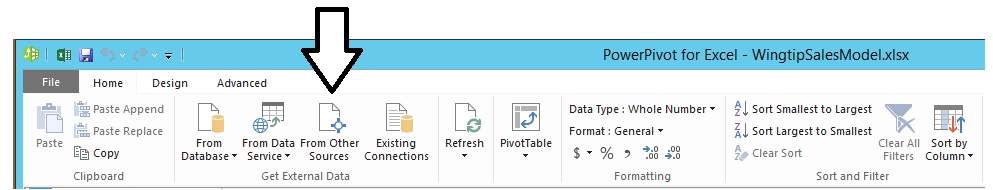 PowerPivot for Excel - WingtipSalesModel.xlsx
File Home Design Advanced
Paste
Paste Append
Paste Replace
Copy
Clipboard
From
Database
From Data
Service
From Other
Sources
Existing
Connections
Get External Data
Refresh
PivotTable
Data Type : Whole Number
Format : General
$ % , .00 .00
Formatting
Sort Smallest to Largest
Sort Largest to Smallest
Clear Sort
Clear All
Filters
Sort by
Column
Sort and Filter